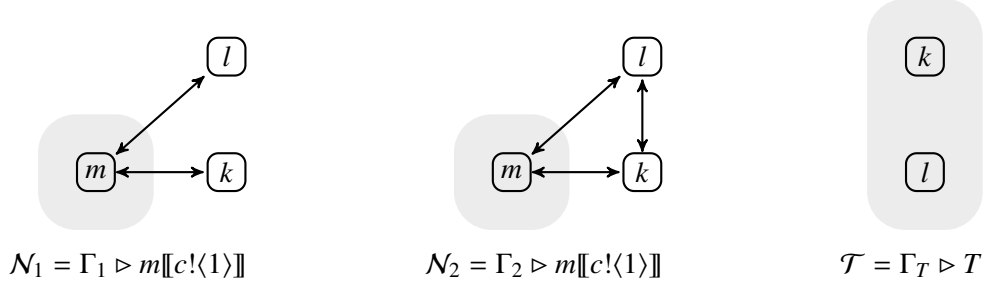 l
l
k
m
k
m
k
l
𝒩₁ = Γ₁ ▷ m⟦c!⟨1⟩⟧
𝒩₂ = Γ₂ ▷ m⟦c!⟨1⟩⟧
𝒯 = Γ_T ▷ T